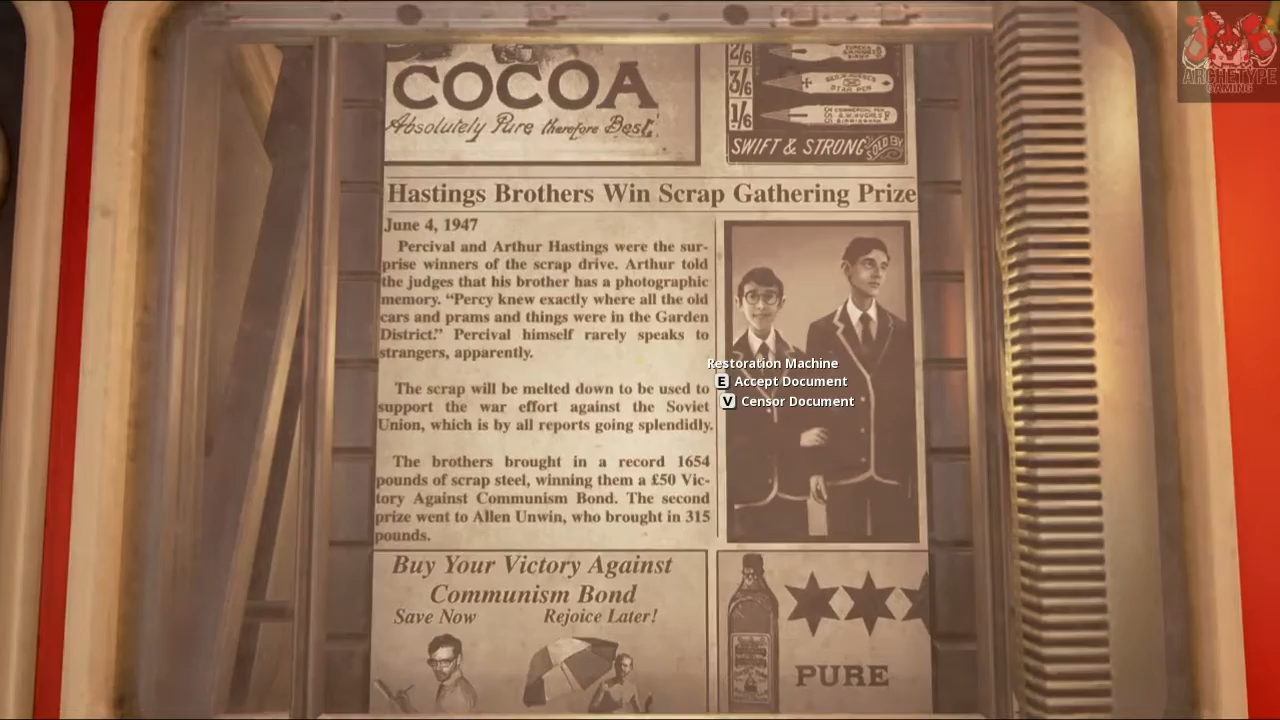 ARCHETYPE
GAMING
COCOA
Absolutely Pure therefore Best.
2/6
3/6
1/6
STAR PEN
SWIFT & STRONG
SOLD BY
Hastings Brothers Win Scrap Gathering Prize
June 4, 1947
Percival and Arthur Hastings were the sur-
prise winners of the scrap drive. Arthur told
the judges that his brother has a photographic
memory. “Percy knew exactly where all the old
cars and prams and things were in the Garden
District.” Percival himself rarely speaks to
strangers, apparently.
The scrap will be melted down to be used to
support the war effort against the Soviet
Union, which is by all reports going splendidly.
The brothers brought in a record 1654
pounds of scrap steel, winning them a £50 Vic-
tory Against Communism Bond. The second
prize went to Allen Unwin, who brought in 315
pounds.
Restoration Machine
E Accept Document
V Censor Document
Buy Your Victory Against
Communism Bond
Save Now Rejoice Later!
PURE